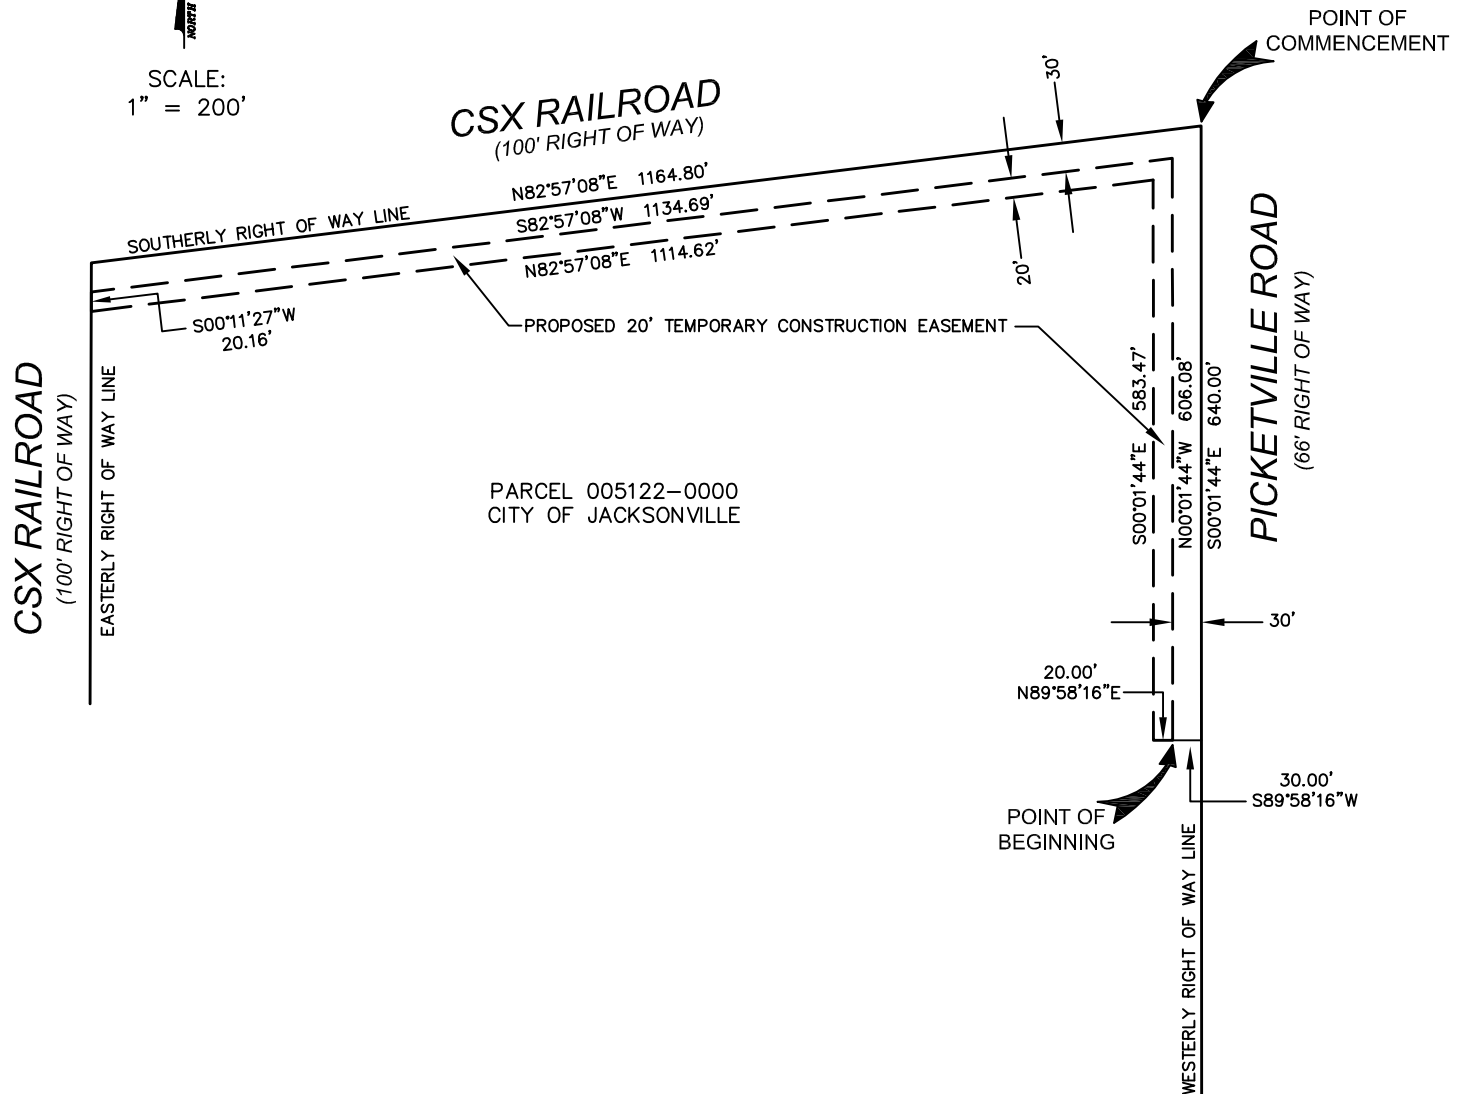 NORTH
SCALE:
1" = 200'
POINT OF
COMMENCEMENT
CSX RAILROAD
(100' RIGHT OF WAY)
30'
N82°57'08"E 1164.80'
SOUTHERLY RIGHT OF WAY LINE
S82°57'08"W 1134.69'
N82°57'08"E 1114.62'
20'
S00°11'27"W
20.16'
PROPOSED 20' TEMPORARY CONSTRUCTION EASEMENT
CSX RAILROAD
(100' RIGHT OF WAY)
EASTERLY RIGHT OF WAY LINE
PARCEL 005122-0000
CITY OF JACKSONVILLE
S00°01'44"E 583.47'
N00°01'44"W 606.08'
S00°01'44"E 640.00'
PICKETVILLE ROAD
(66' RIGHT OF WAY)
30'
20.00'
N89°58'16"E
30.00'
S89°58'16"W
POINT OF
BEGINNING
WESTERLY RIGHT OF WAY LINE